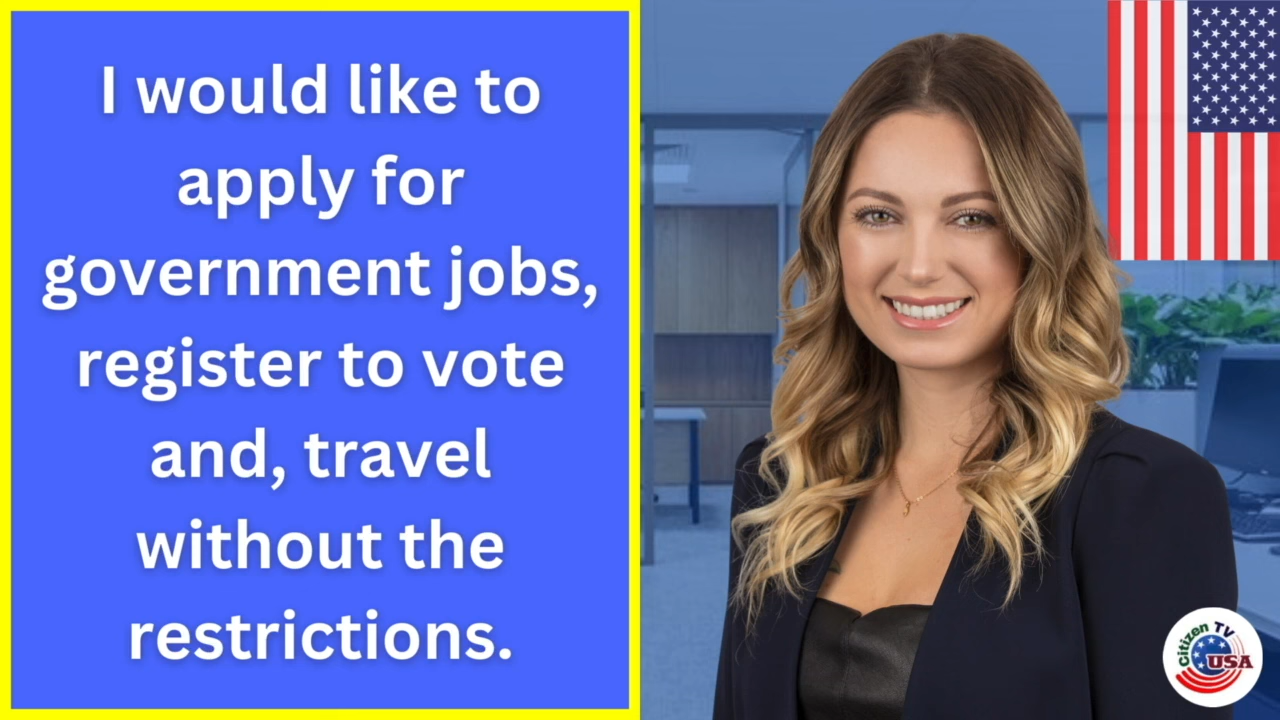 I would like to
apply for
government jobs,
register to vote
and, travel
without the
restrictions.
Citizen TV
USA